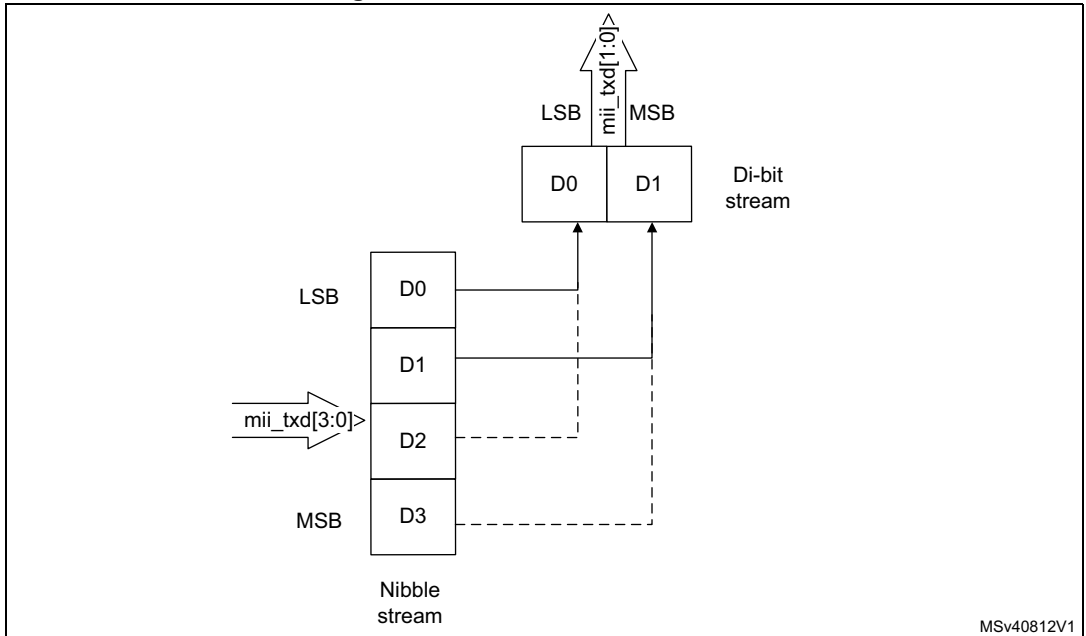 mii_txd[1:0]>
LSB
MSB
D0
D1
Di-bit
stream
LSB
D0
D1
mii_txd[3:0]>
D2
MSB
D3
Nibble
stream
MSv40812V1